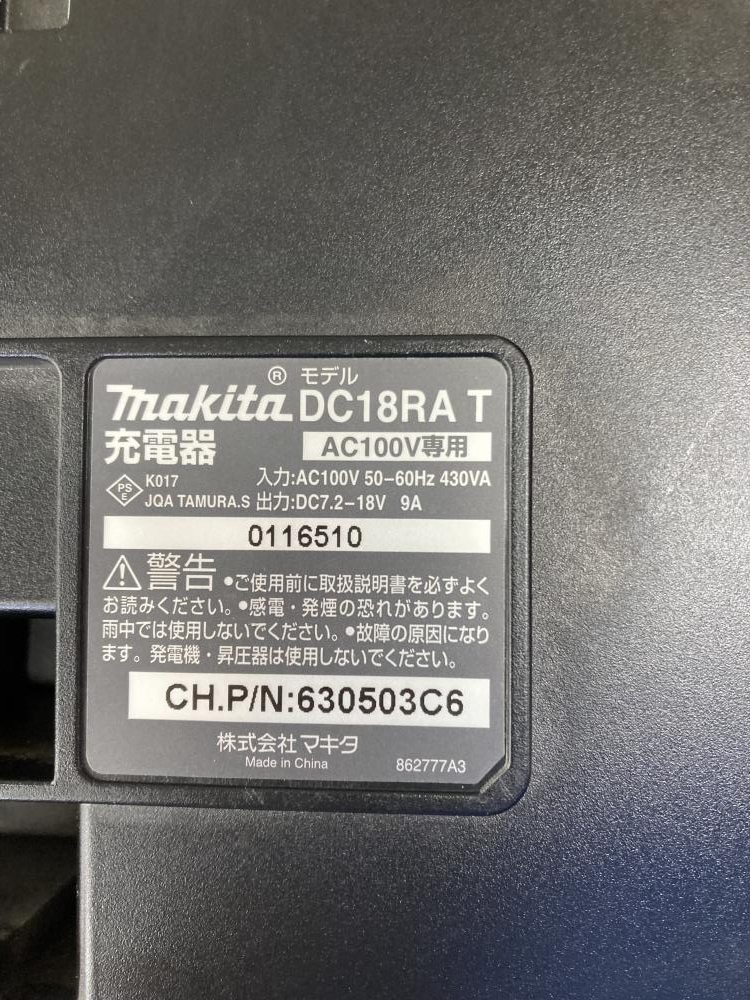 ® モデル
makita DC18RA T
充電器 AC100V専用
PSE K017 入力:AC100V 50-60Hz 430VA
JQA TAMURA.S 出力:DC7.2-18V 9A
0116510
警告 •ご使用前に取扱説明書を必ずよく
お読みください。•感電・発煙の恐れがあります。
雨中では使用しないでください。•故障の原因になり
ます。発電機・昇圧器は使用しないでください。
CH.P/N:630503C6
株式会社 マキタ
Made in China 862777A3